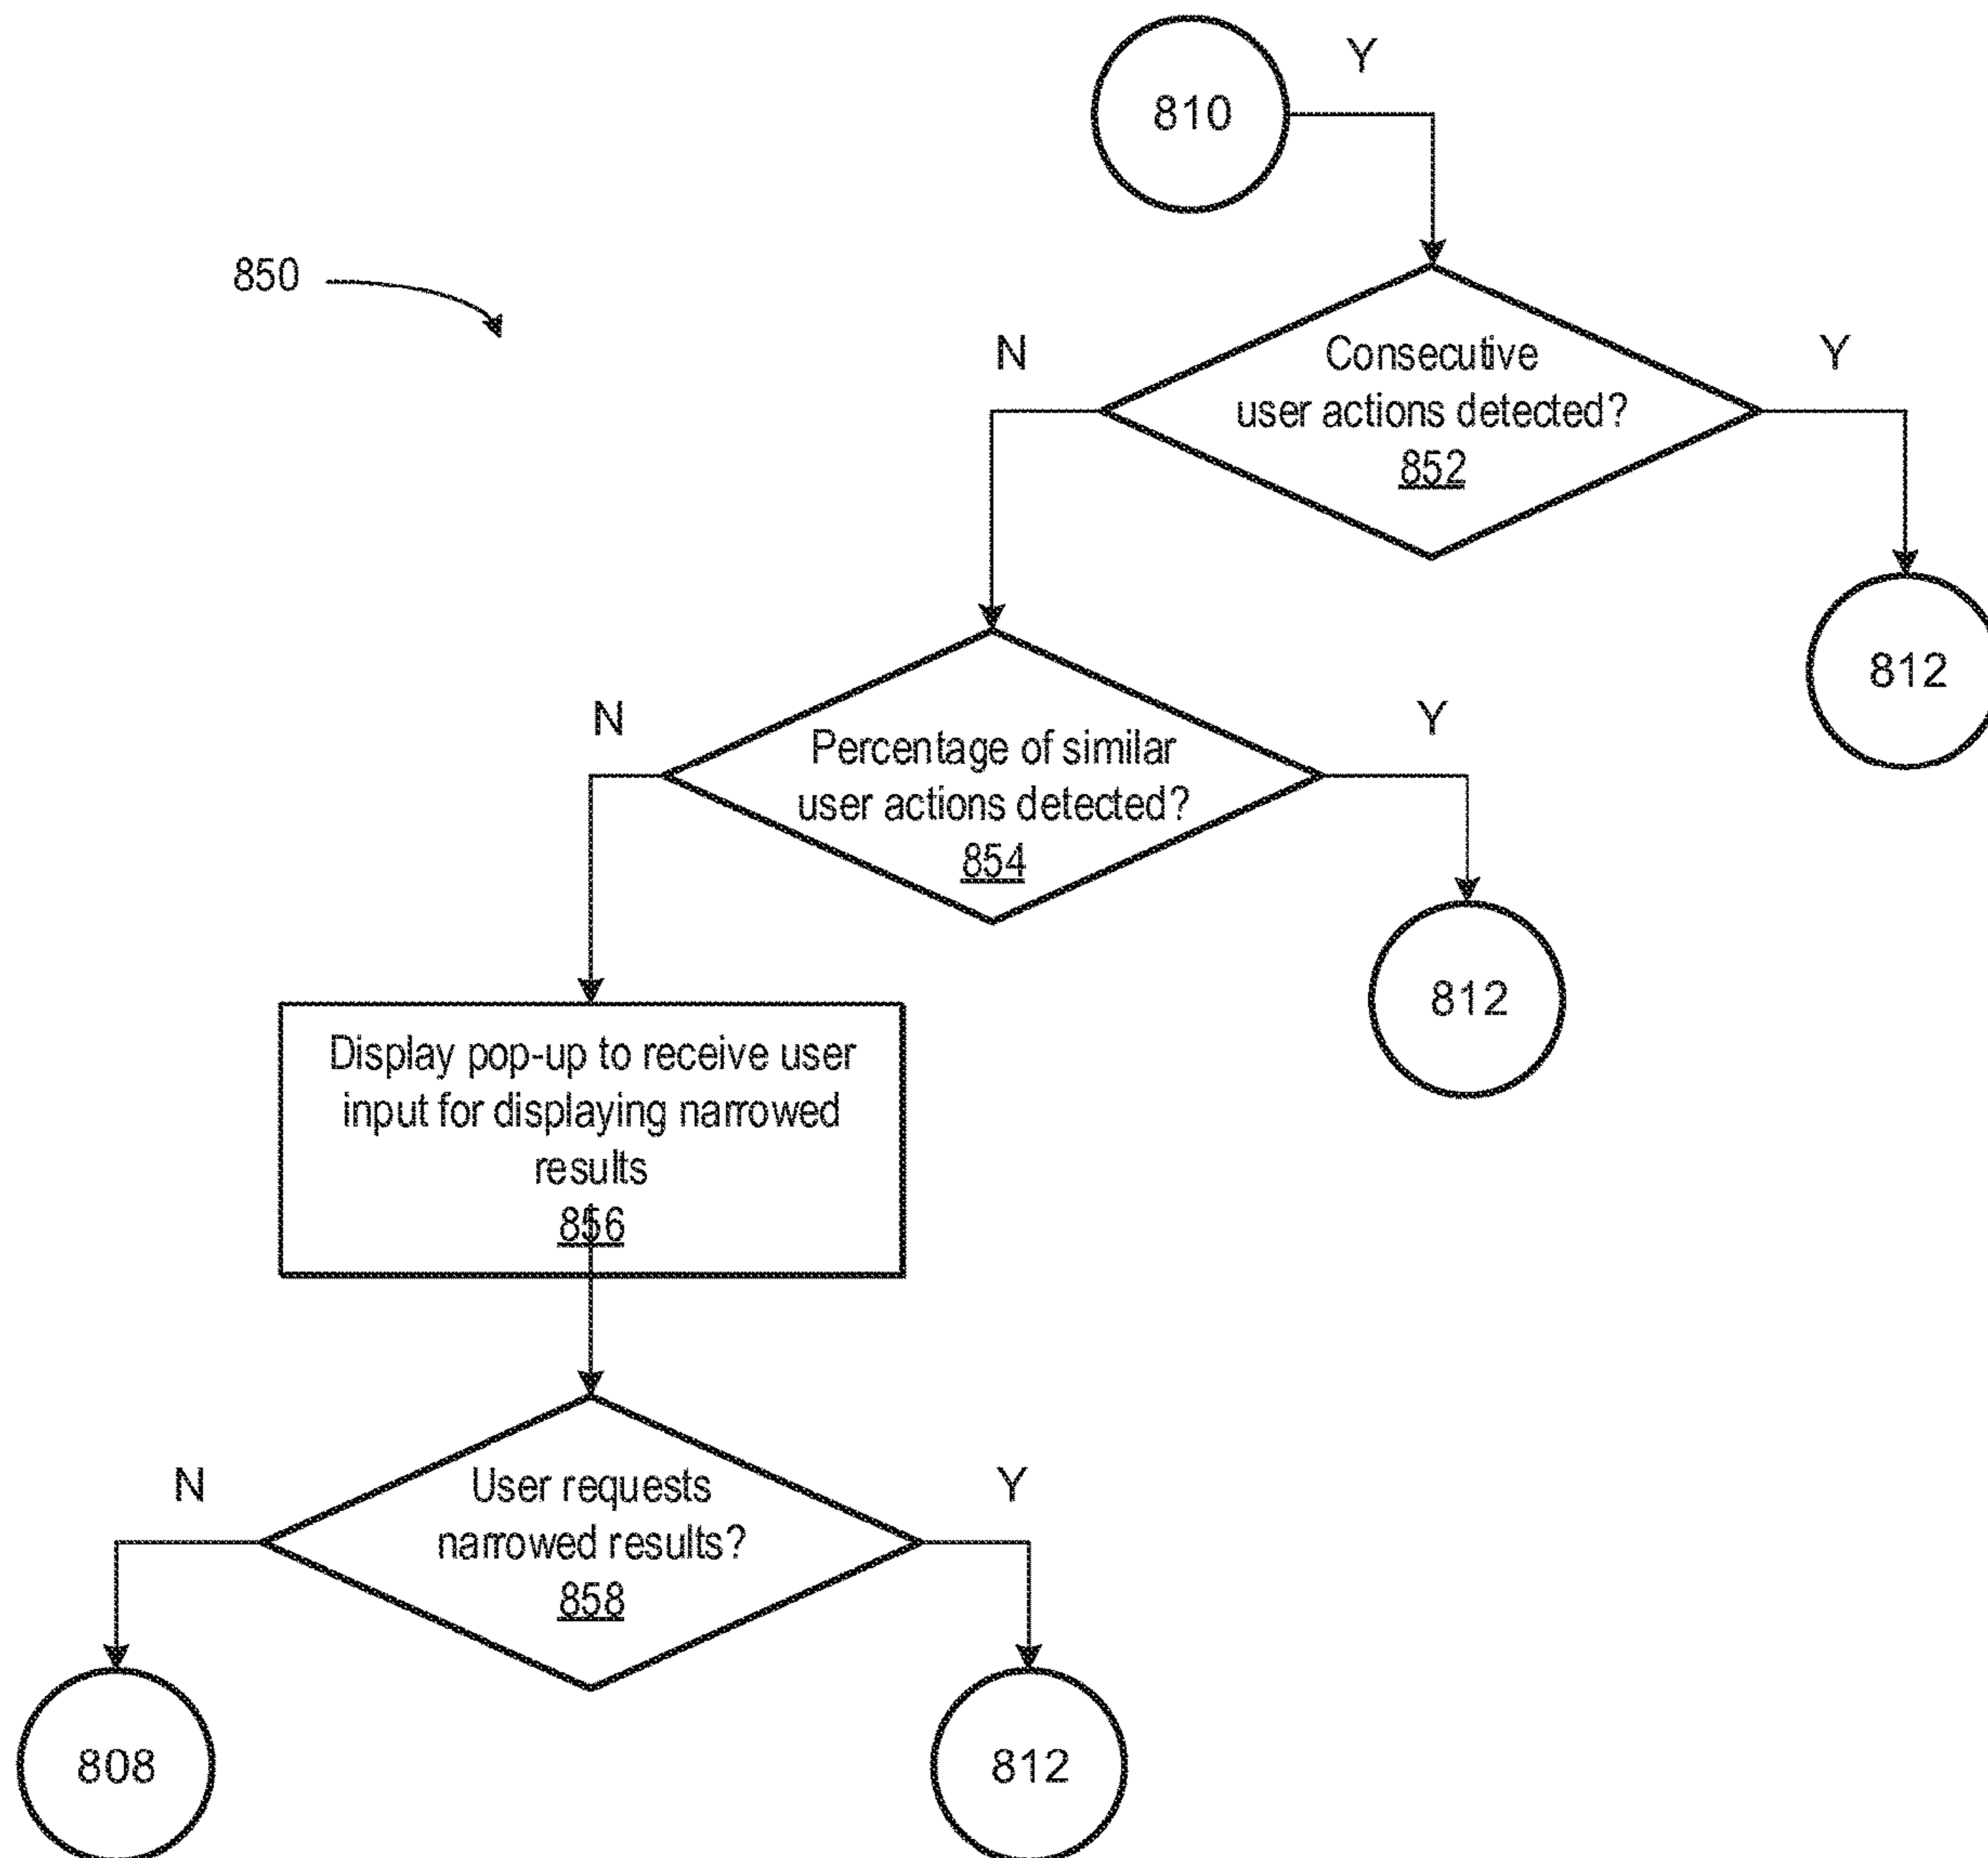 Y
810
850
N
Consecutive
user actions detected?
852
Y
812
N
Percentage of similar
user actions detected?
854
Y
812
Display pop-up to receive user
input for displaying narrowed
results
856
N
User requests
narrowed results?
858
Y
808
812